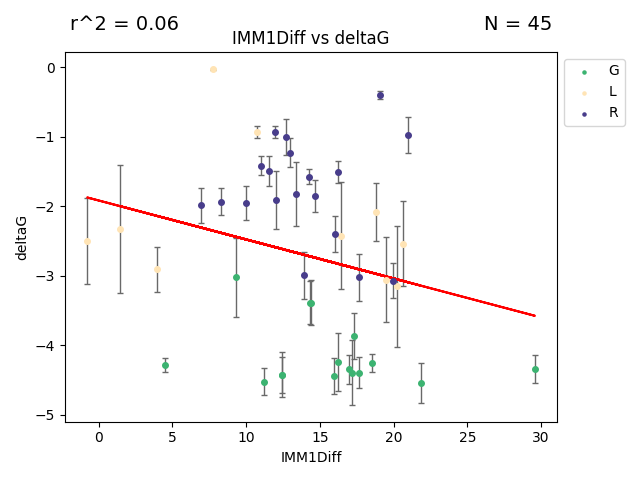 r^2 = 0.06
N = 45
IMM1Diff vs deltaG
G
L
R
deltaG
0
−1
−2
−3
−4
−5
0 5 10 15 20 25 30
IMM1Diff